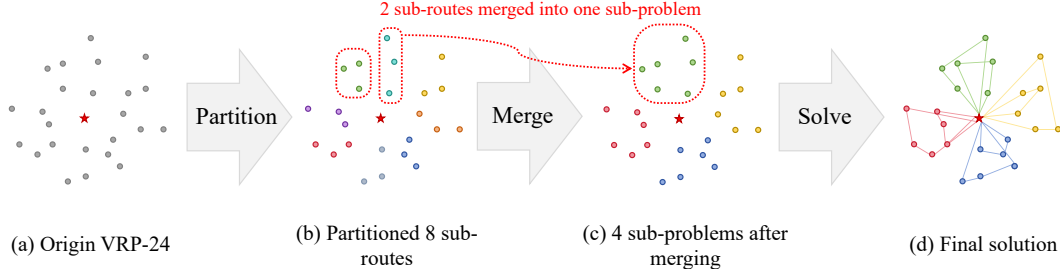 2 sub-routes merged into one sub-problem
Partition
Merge
Solve
(a) Origin VRP-24
(b) Partitioned 8 sub-
routes
(c) 4 sub-problems after
merging
(d) Final solution